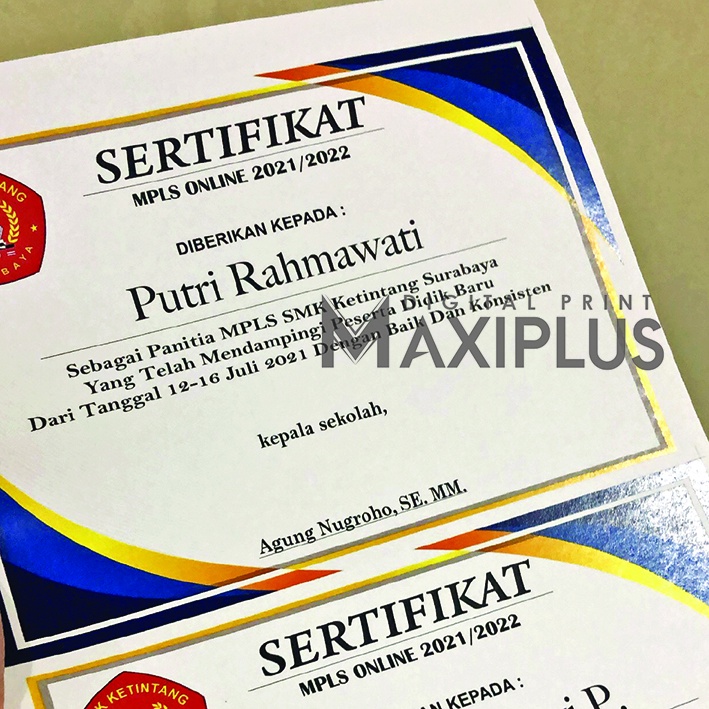 SERTIFIKAT
MPLS ONLINE 2021/2022
DIBERIKAN KEPADA :
Putri Rahmawati
Sebagai Panitia MPLS SMK Ketintang Surabaya
Yang Telah Mendampingi Peserta Didik Baru
Dari Tanggal 12-16 Juli 2021 Dengan Baik Dan Konsisten
DIGITAL PRINT
MAXIPLUS
kepala sekolah,
Agung Nugroho, SE. MM.
SERTIFIKAT
MPLS ONLINE 2021/2022
KEPADA :
P.
KETINTANG